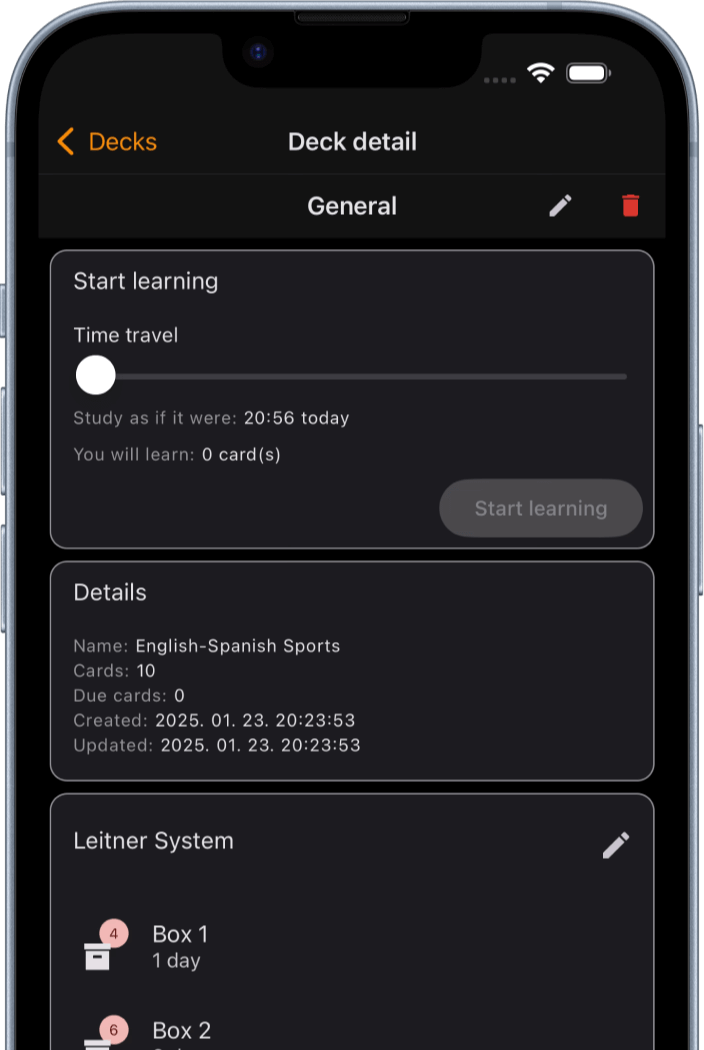 Decks
Deck detail
General
Start learning
Time travel
Study as if it were: 20:56 today
You will learn: 0 card(s)
Start learning
Details
Name: English-Spanish Sports
Cards: 10
Due cards: 0
Created: 2025. 01. 23. 20:23:53
Updated: 2025. 01. 23. 20:23:53
Leitner System
4
Box 1
1 day
6
Box 2